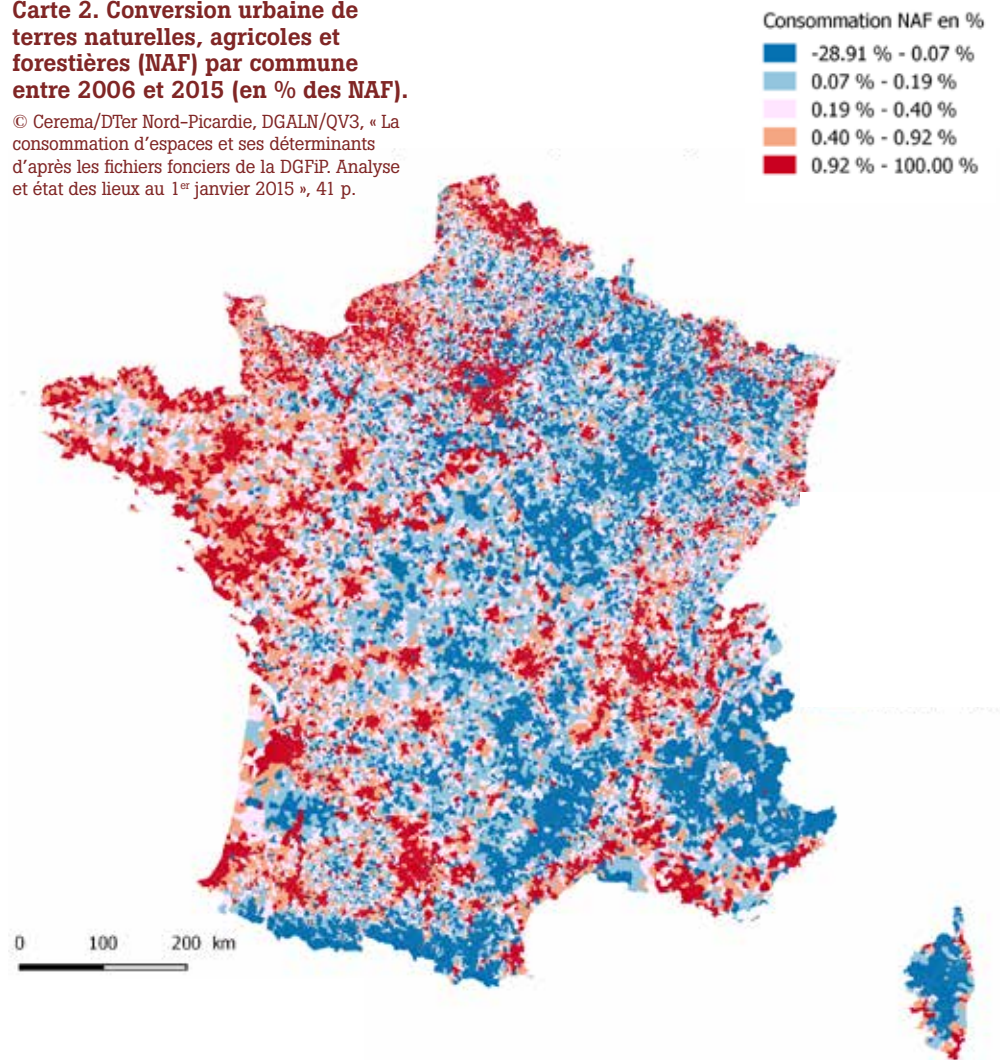 Carte 2. Conversion urbaine de
terres naturelles, agricoles et
forestières (NAF) par commune
entre 2006 et 2015 (en % des NAF).
© Cerema/DTer Nord-Picardie, DGALN/QV3, « La
consommation d'espaces et ses déterminants
d'après les fichiers fonciers de la DGFiP. Analyse
et état des lieux au 1er janvier 2015 », 41 p.
Consommation NAF en %
-28.91 % - 0.07 %
0.07 % - 0.19 %
0.19 % - 0.40 %
0.40 % - 0.92 %
0.92 % - 100.00 %
0 100 200 km